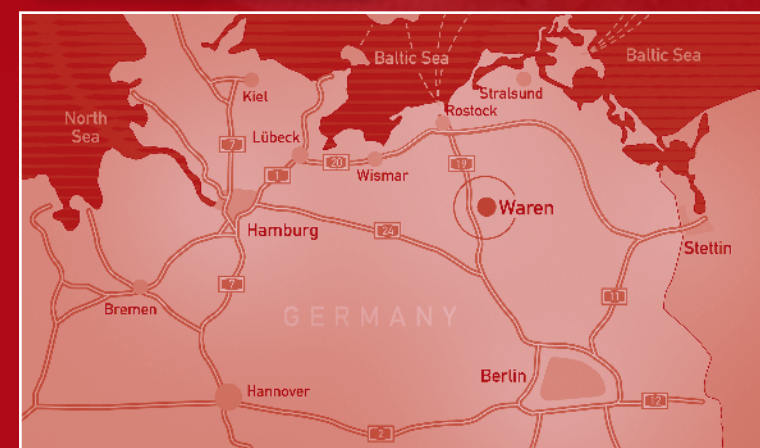 Baltic Sea
Baltic Sea
Kiel
Stralsund
Rostock
North
Sea
Lübeck
7
20
19
Wismar
1
Waren
Hamburg
24
Stettin
7
11
Bremen
GERMANY
Berlin
Hannover
12
2